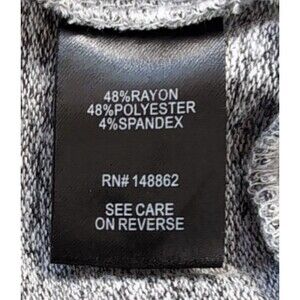 48%RAYON
48%POLYESTER
4%SPANDEX
RN# 148862
SEE CARE
ON REVERSE